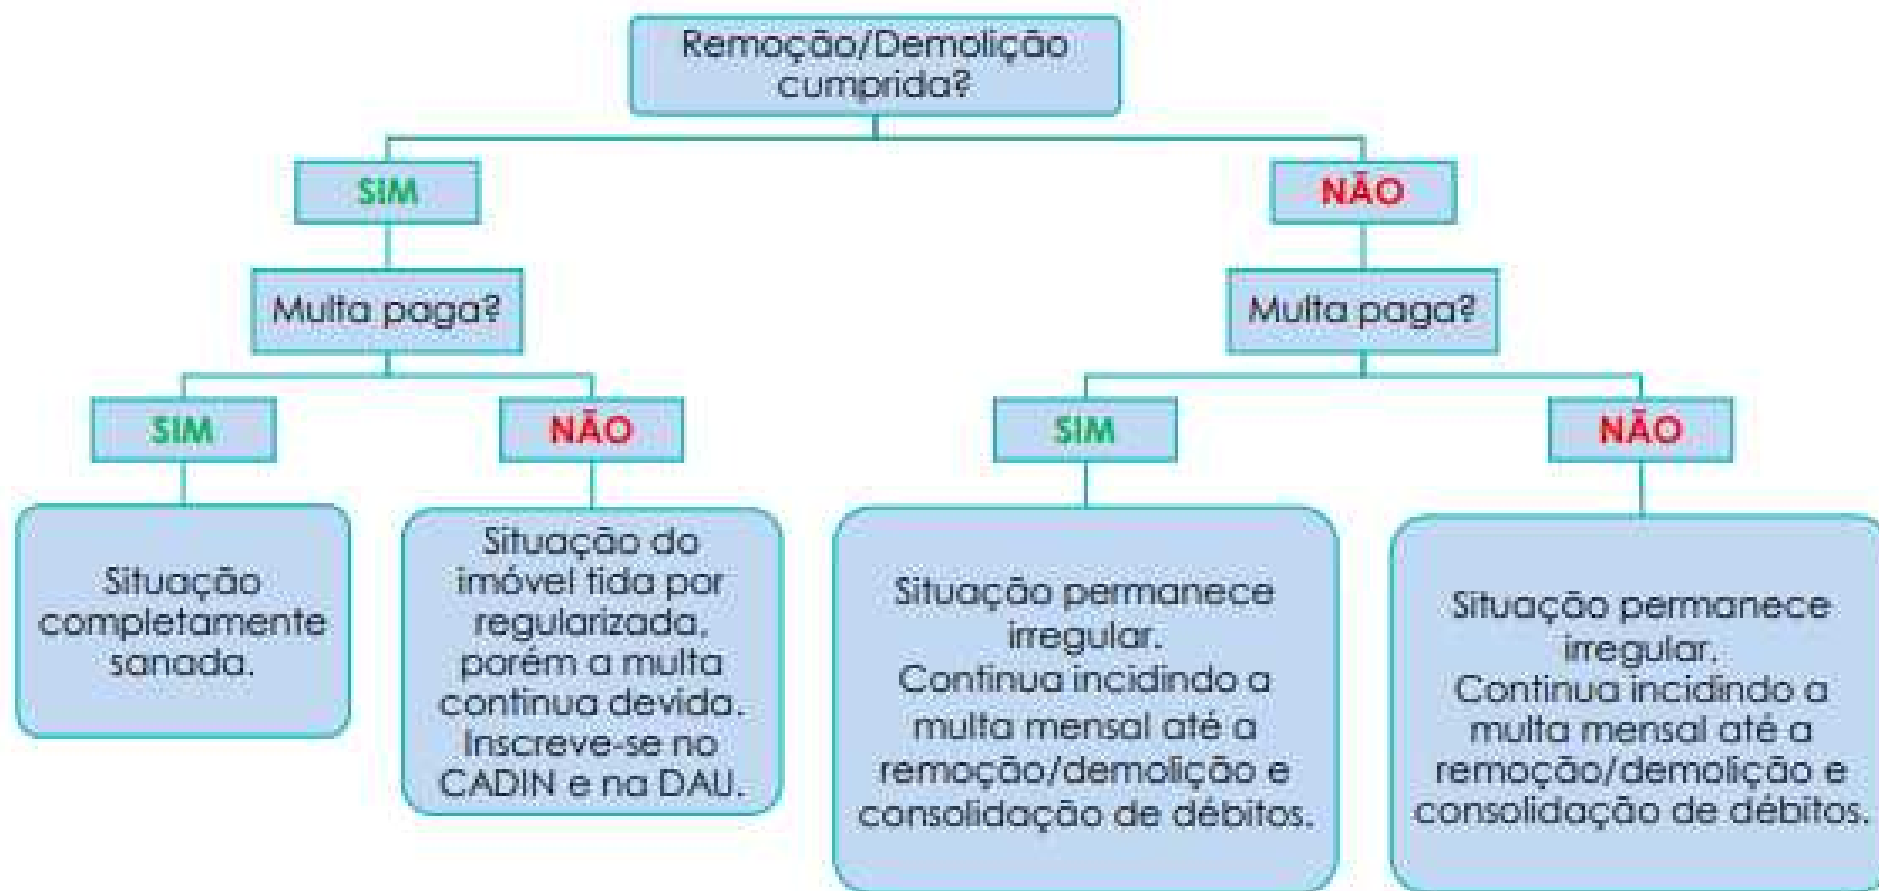 Remoção/Demolição
cumprida?
SIM
NÃO
Multa paga?
Multa paga?
SIM
NÃO
SIM
NÃO
Situação
completamente
sanada.
Situação do
imóvel tida por
regularizada,
porém a multa
continua devida.
Inscreve-se no
CADIN e na DAU.
Situação permanece
irregular.
Continua incidindo a
multa mensal até a
remoção/demolição e
consolidação de débitos.
Situação permanece
irregular.
Continua incidindo a
multa mensal até a
remoção/demolição e
consolidação de débitos.